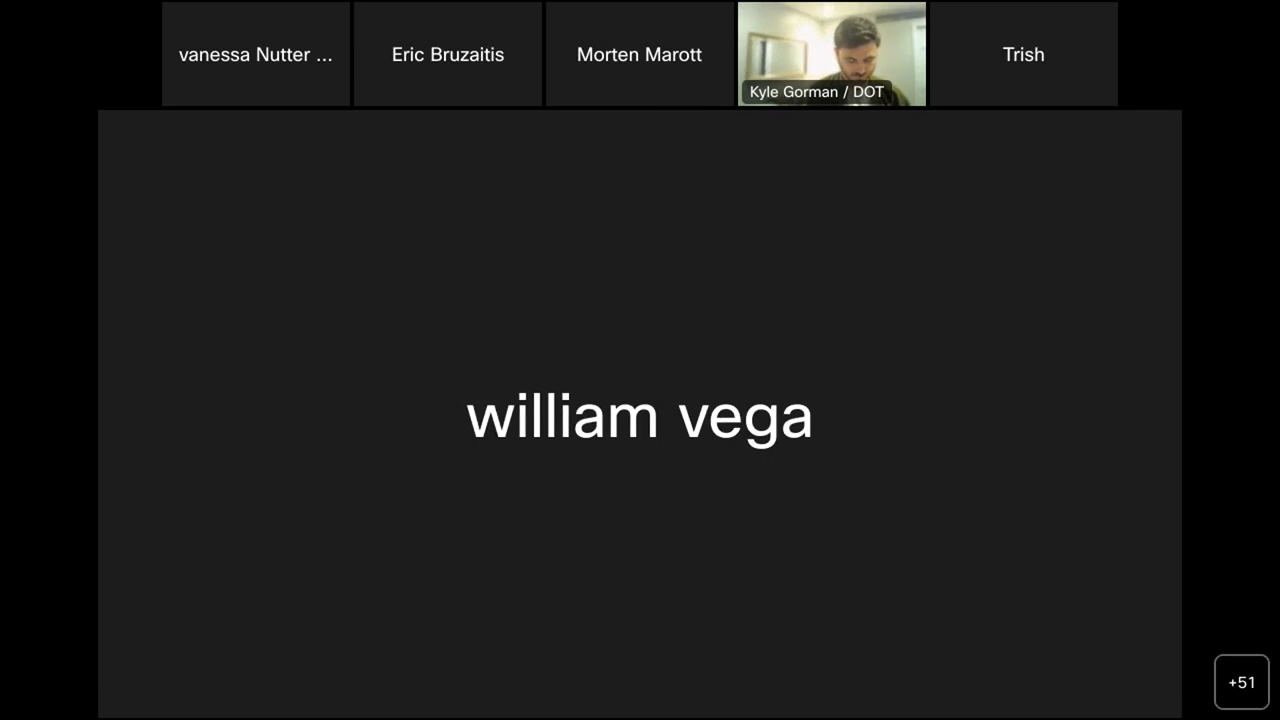 vanessa Nutter ...
Eric Bruzaitis
Morten Marott
Kyle Gorman / DOT
Trish
william vega
+51